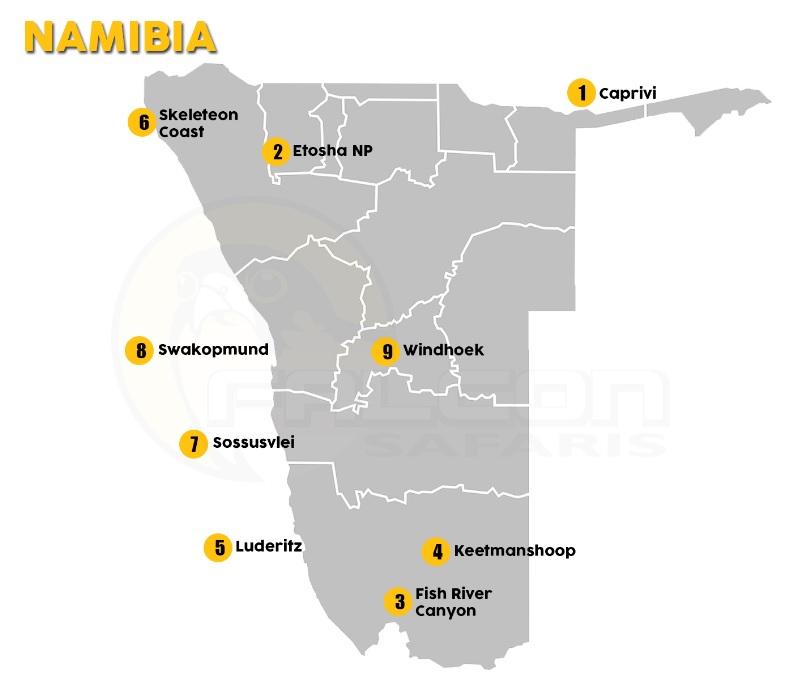 NAMIBIA
1 Caprivi
6 Skeleteon
Coast
2 Etosha NP
8 Swakopmund
9 Windhoek
FALCON
SAFARIS
7 Sossusvlei
5 Luderitz
4 Keetmanshoop
3 Fish River
Canyon